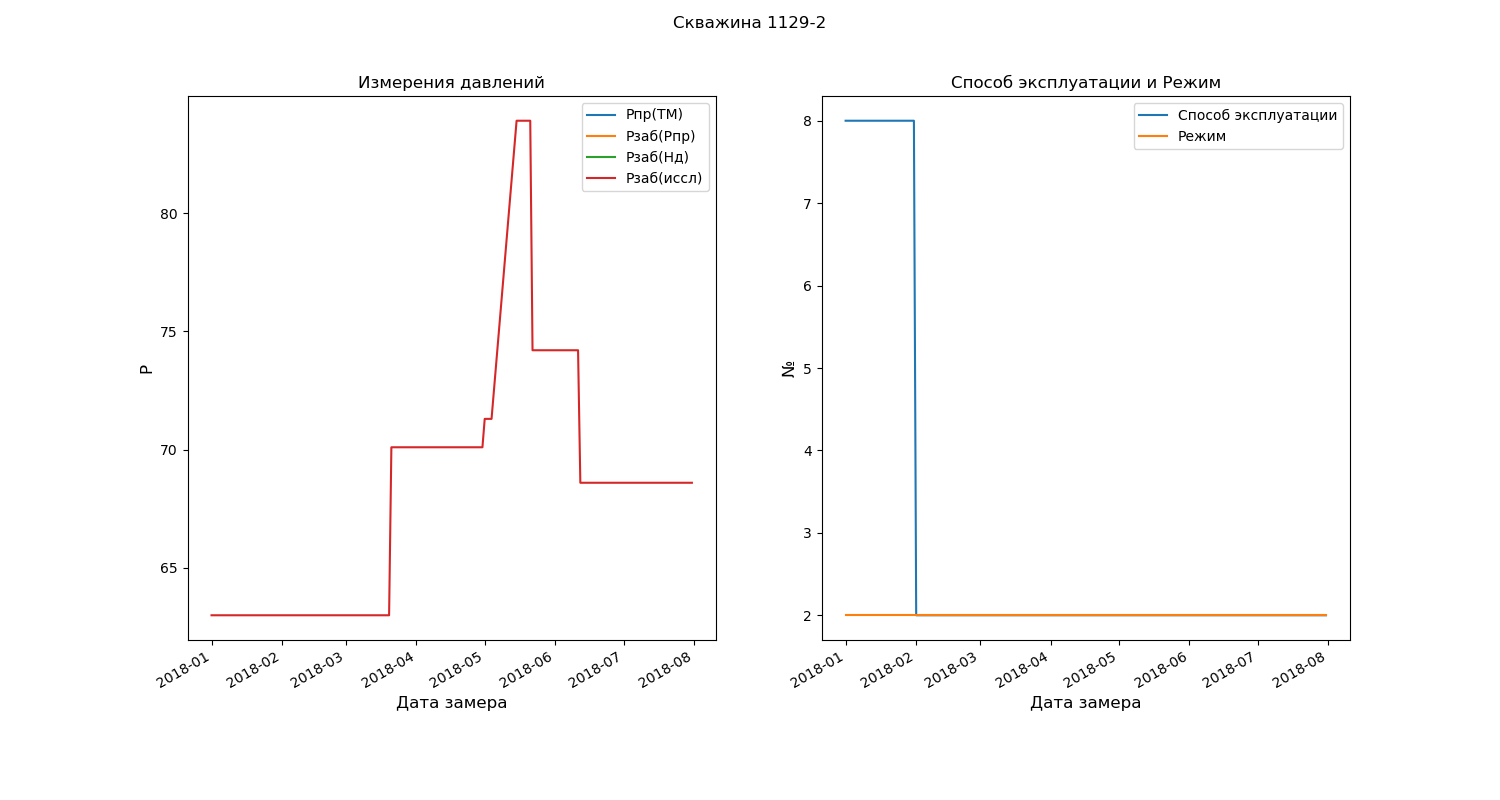 Скважина 1129-2
Измерения давлений
Рпр(ТМ)
Рзаб(Рпр)
Рзаб(Нд)
Рзаб(иссл)
P
80
75
70
65
2018-01
2018-02
2018-03
2018-04
2018-05
2018-06
2018-07
2018-08
Дата замера
Способ эксплуатации и Режим
Способ эксплуатации
Режим
№
8
7
6
5
4
3
2
2018-01
2018-02
2018-03
2018-04
2018-05
2018-06
2018-07
2018-08
Дата замера